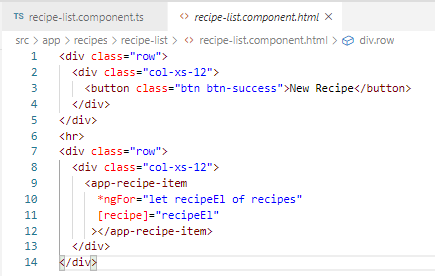 TS recipe-list.component.ts <> recipe-list.component.html ×
src > app > recipes > recipe-list > <> recipe-list.component.html > div.row
1 <div class="row">
2   <div class="col-xs-12">
3     <button class="btn btn-success">New Recipe</button>
4   </div>
5 </div>
6 <hr>
7 <div class="row">
8   <div class="col-xs-12">
9     <app-recipe-item
10       *ngFor="let recipeEl of recipes"
11       [recipe]="recipeEl"
12      ></app-recipe-item>
13   </div>
14 </div>